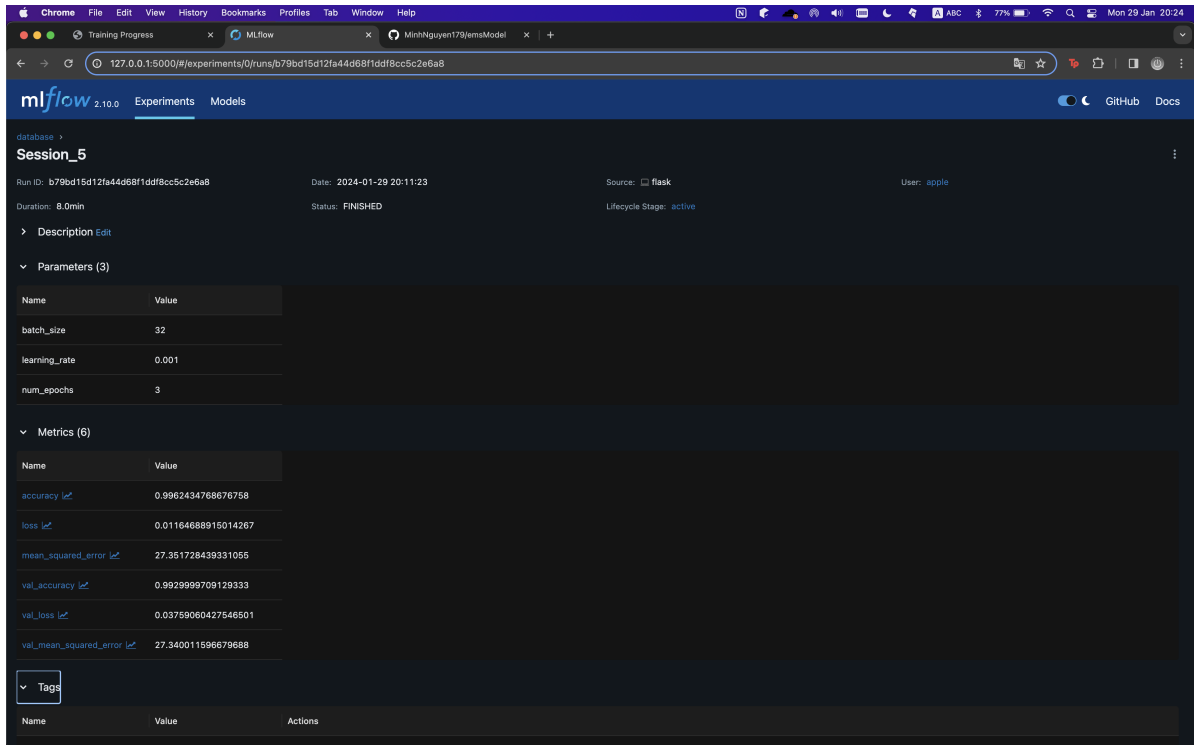 Chrome File Edit View History Bookmarks Profiles Tab Window Help A ABC 77% Mon 29 Jan 20:24
Training Progress MLflow MinhNguyen179/emsModel
127.0.0.1:5000/#/experiments/0/runs/b79bd15d12fa44d68f1ddf8cc5c2e6a8
mlflow 2.10.0 Experiments Models GitHub Docs
database
Session_5
Run ID: b79bd15d12fa44d68f1ddf8cc5c2e6a8 Date: 2024-01-29 20:11:23 Source: flask User: apple
Duration: 8.0min Status: FINISHED Lifecycle Stage: active
Description Edit
Parameters (3)
Name Value
batch_size 32
learning_rate 0.001
num_epochs 3
Metrics (6)
Name Value
accuracy 0.9962434768676758
loss 0.01164688915014267
mean_squared_error 27.351728439331055
val_accuracy 0.9929999709129333
val_loss 0.03759060427546501
val_mean_squared_error 27.340011596679688
Tags
Name Value Actions